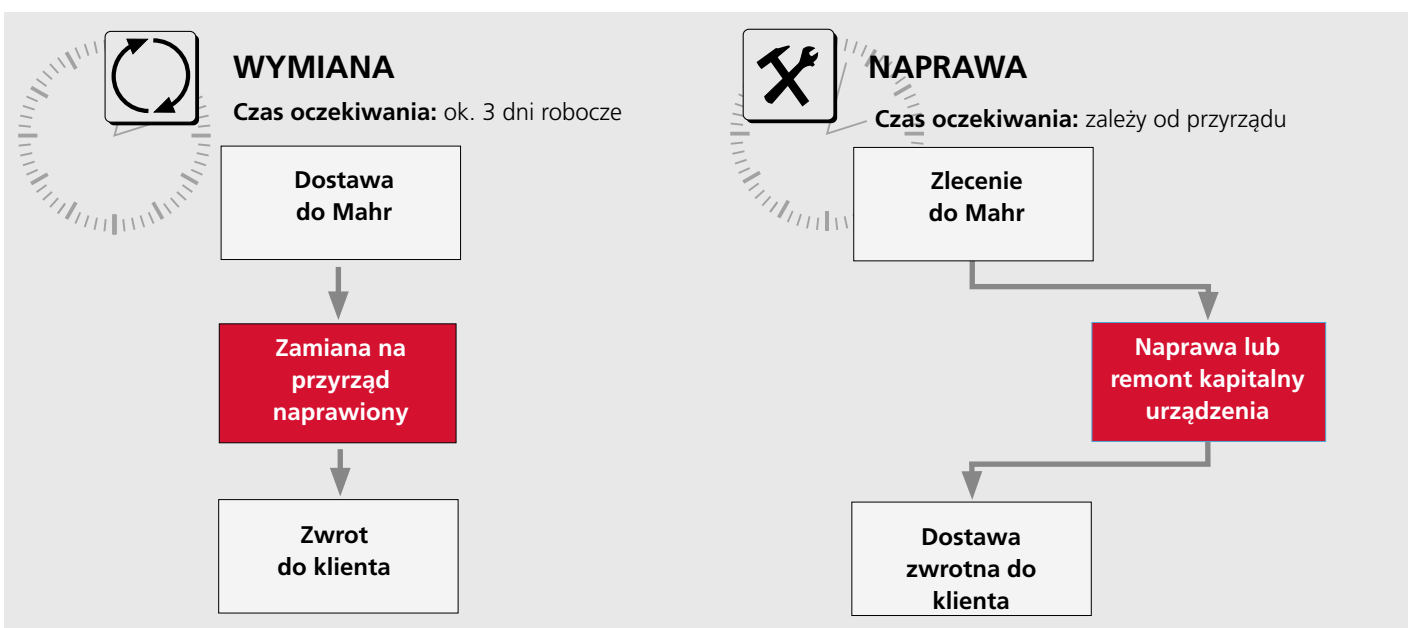 WYMIANA
Czas oczekiwania: ok. 3 dni robocze
Dostawa
do Mahr
Zamiana na
przyrząd
naprawiony
Zwrot
do klienta
NAPRAWA
Czas oczekiwania: zależy od przyrządu
Zlecenie
do Mahr
Naprawa lub
remont kapitalny
urządzenia
Dostawa
zwrotna do
klienta